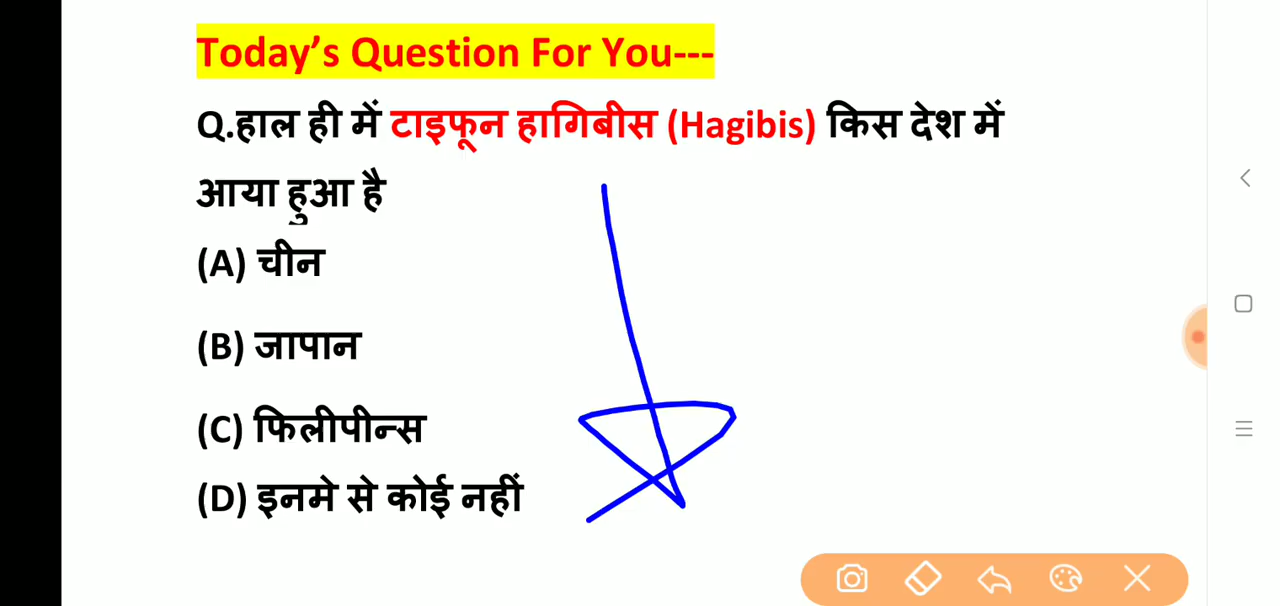 Today's Question For You---
Q.हाल ही में टाइफून हागिबीस (Hagibis) किस देश में
आया हुआ है
(A) चीन
(B) जापान
(C) फिलीपीन्स
(D) इनमे से कोई नहीं